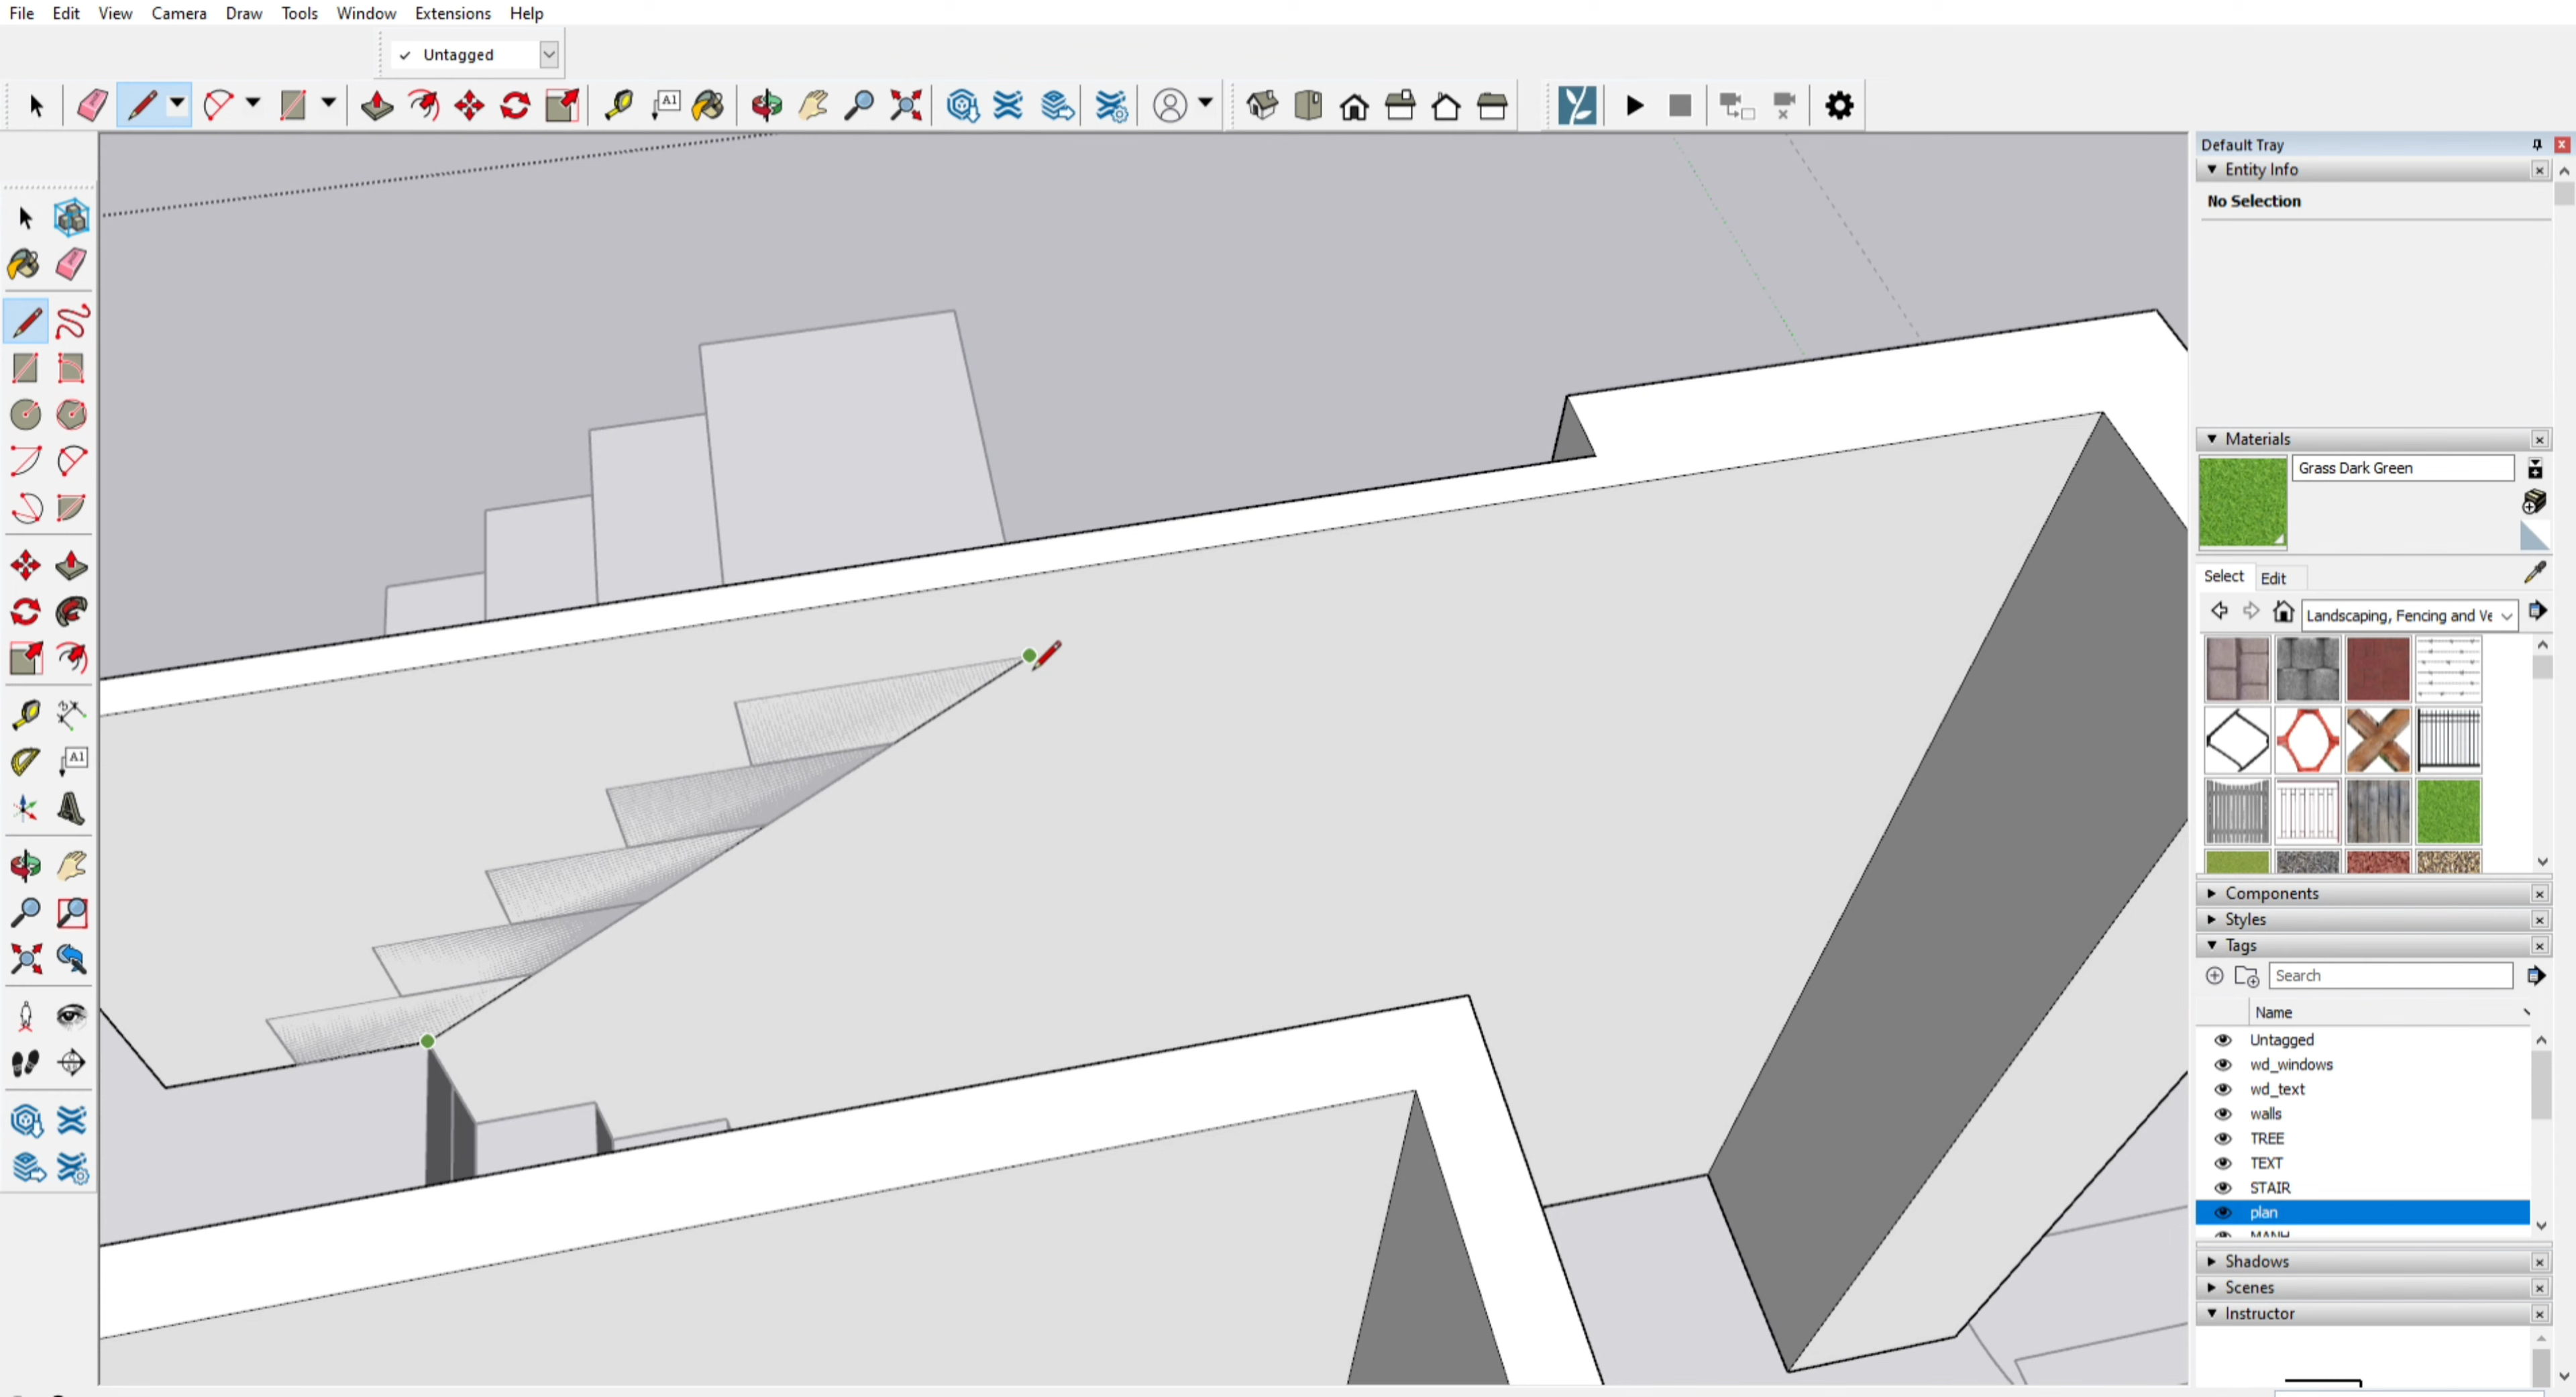 File Edit View Camera Draw Tools Window Extensions Help
Untagged
A1
Default Tray
Entity Info
No Selection
Materials
Grass Dark Green
Select Edit
Landscaping, Fencing and Ve
A1
Components
Styles
Tags
Search
Name
Untagged
wd_windows
wd_text
walls
TREE
TEXT
STAIR
plan
Shadows
Scenes
Instructor